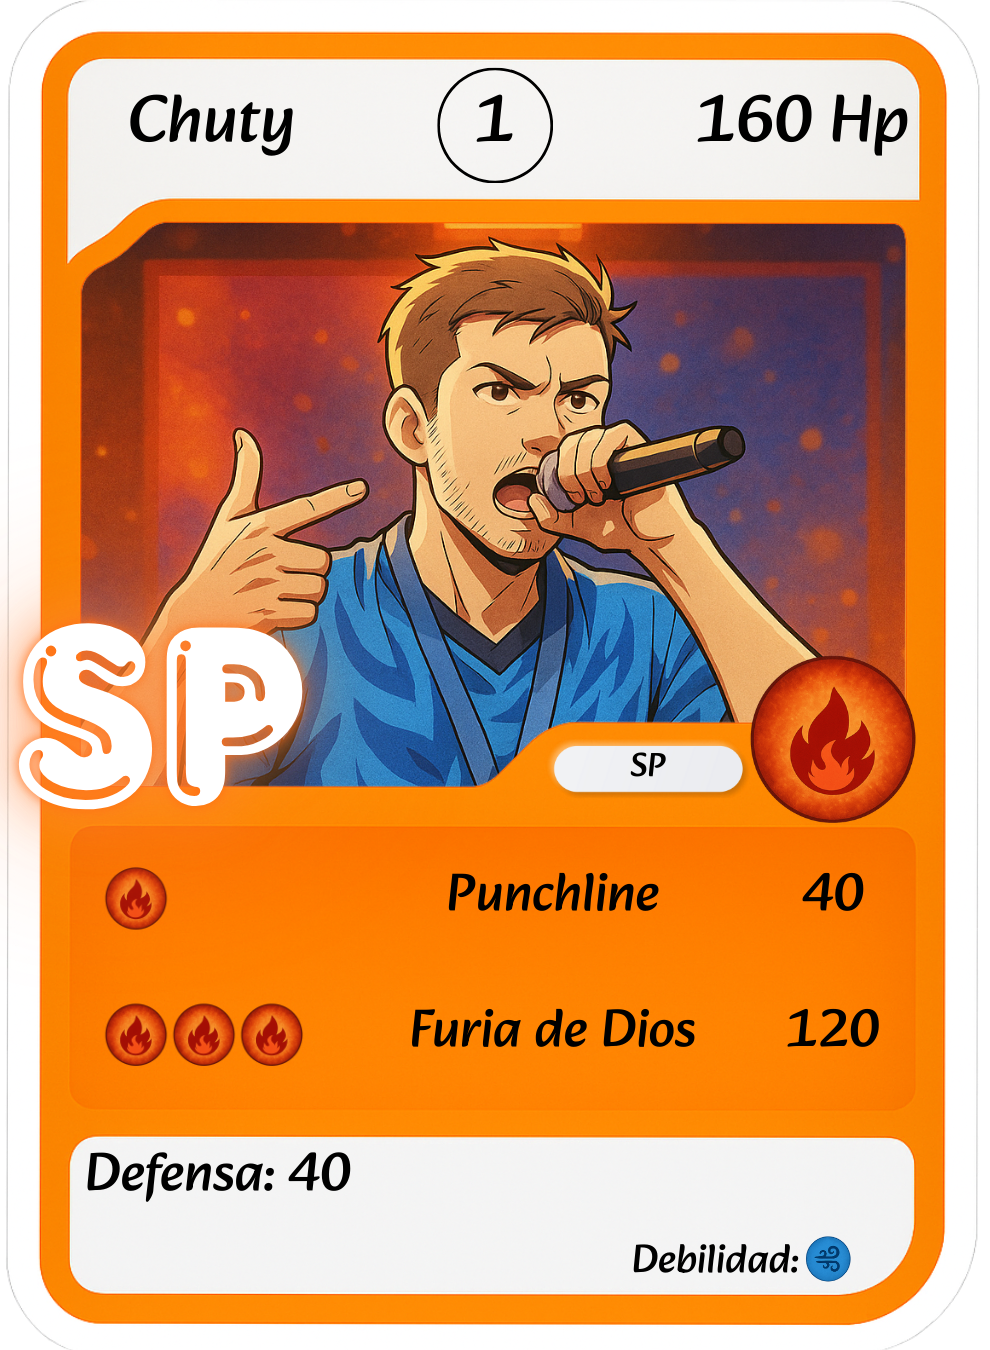 Chuty 1 160 Hp
SP
SP
Punchline 40
Furia de Dios 120
Defensa: 40
Debilidad: